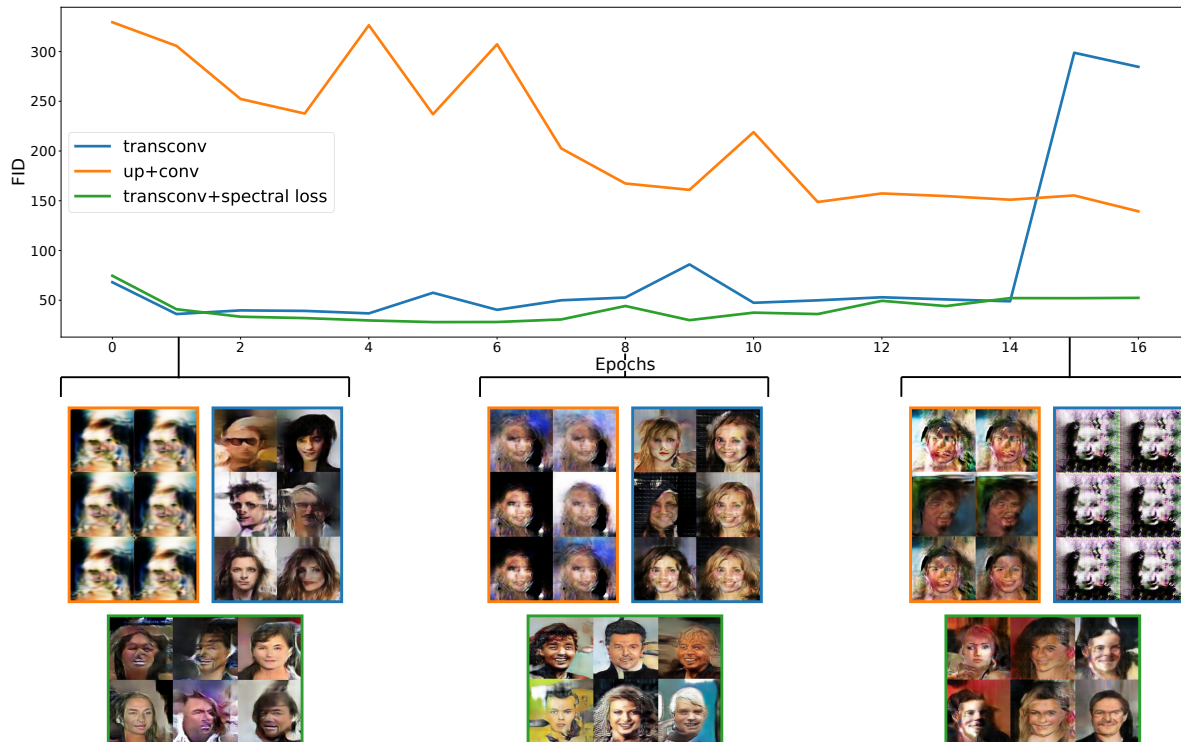 300
250
200
150
100
50
FID
transconv
up+conv
transconv+spectral loss
0 2 4 6 8 10 12 14 16
Epochs